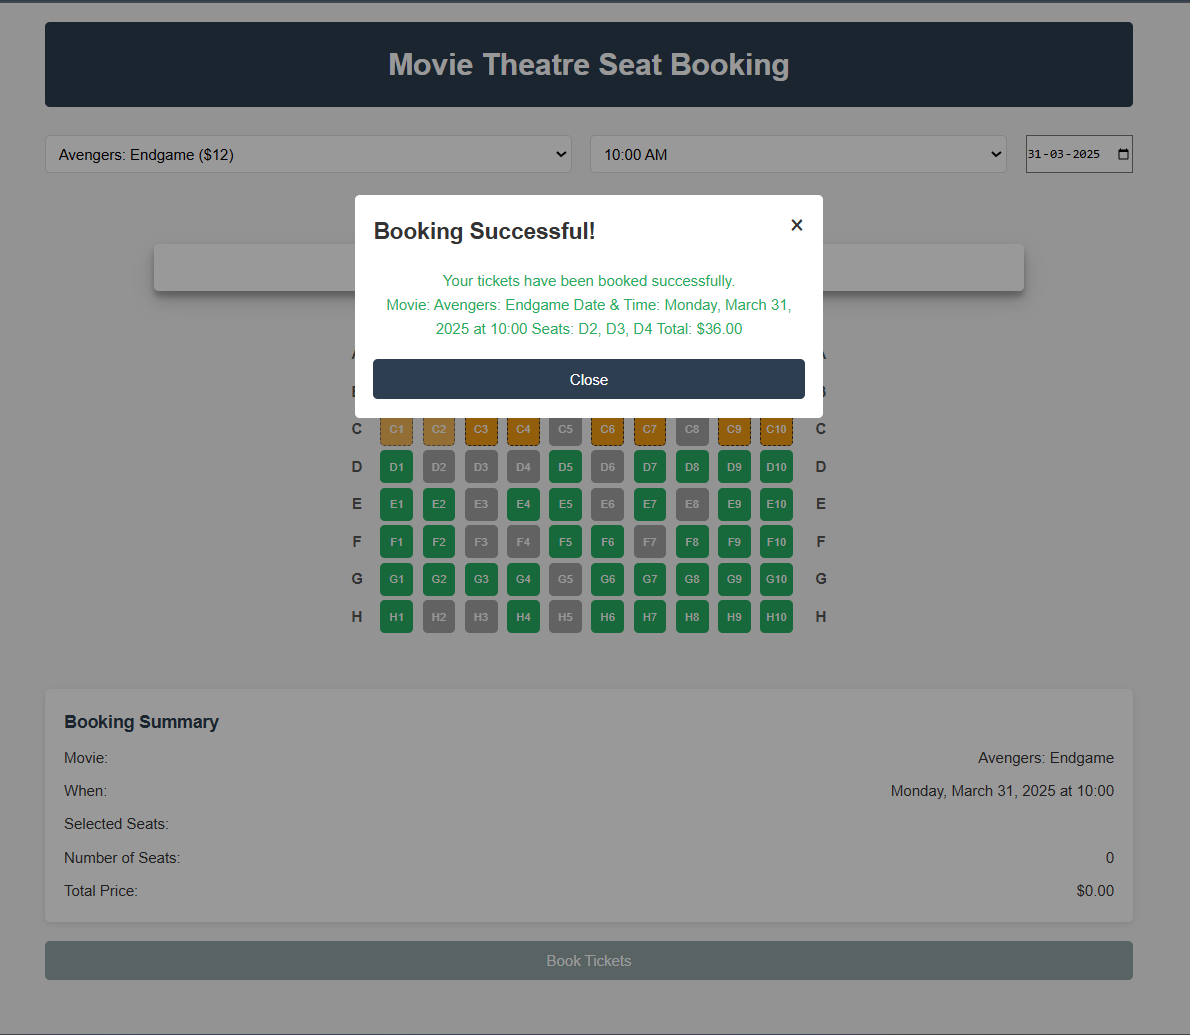 Movie Theatre Seat Booking
Avengers: Endgame ($12)
10:00 AM
31-03-2025
Booking Successful!
×
Your tickets have been booked successfully.
Movie: Avengers: Endgame Date & Time: Monday, March 31,
2025 at 10:00 Seats: D2, D3, D4 Total: $36.00
Close
C C1 C2 C3 C4 C5 C6 C7 C8 C9 C10 C
D D1 D2 D3 D4 D5 D6 D7 D8 D9 D10 D
E E1 E2 E3 E4 E5 E6 E7 E8 E9 E10 E
F F1 F2 F3 F4 F5 F6 F7 F8 F9 F10 F
G G1 G2 G3 G4 G5 G6 G7 G8 G9 G10 G
H H1 H2 H3 H4 H5 H6 H7 H8 H9 H10 H
Booking Summary
Movie: Avengers: Endgame
When: Monday, March 31, 2025 at 10:00
Selected Seats:
Number of Seats: 0
Total Price: $0.00
Book Tickets